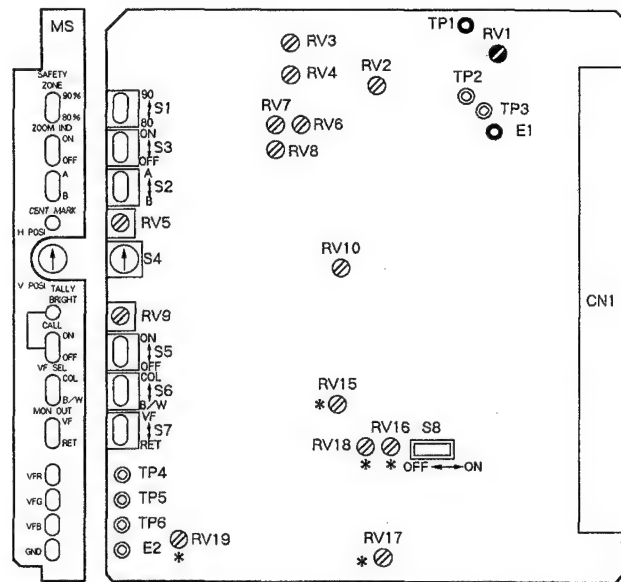 MS
SAFETY
ZONE
90%
80%
ZOOM IND
ON
OFF
A
B
CENT MARK
H POSI
V POSI
TALLY
BRIGHT
CALL
ON
OFF
VF SEL
COL
B/W
MON OUT
VF
RET
VFR
VFG
VFB
GND
90
80
S1
ON
OFF
S3
A
B
S2
RV5
S4
RV9
ON
OFF
S5
COL
B/W
S6
VF
RET
S7
TP4
TP5
TP6
E2
RV3
RV4
RV2
RV7
RV6
RV8
TP1
RV1
TP2
TP3
E1
RV10
CN1
RV15
*
RV18
*
RV16
*
S8
OFF ↔ ON
RV19
*
RV17
*